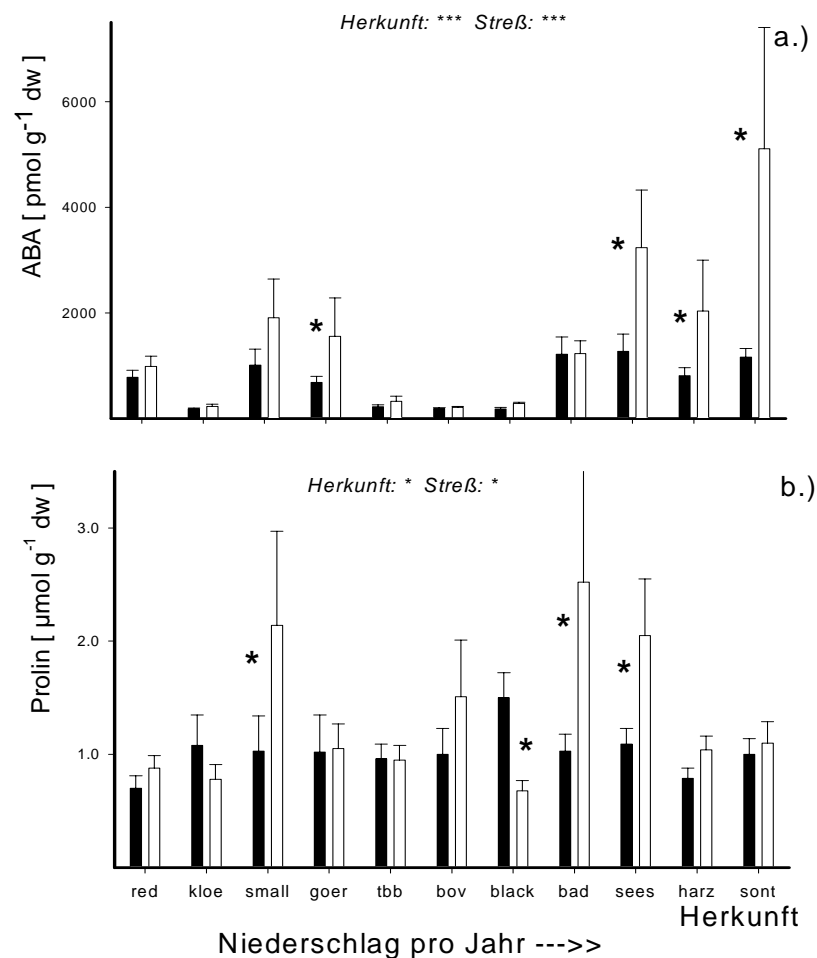 Herkunft: *** Streß: ***
a.)
ABA [ pmol g-1 dw ]
6000
4000
2000
*
*
*
*
Herkunft: * Streß: *
b.)
Prolin [ µmol g-1 dw ]
3.0
2.0
1.0
*
*
*
*
red kloe small goer tbb bov black bad sees harz sont
Herkunft
Niederschlag pro Jahr --->>